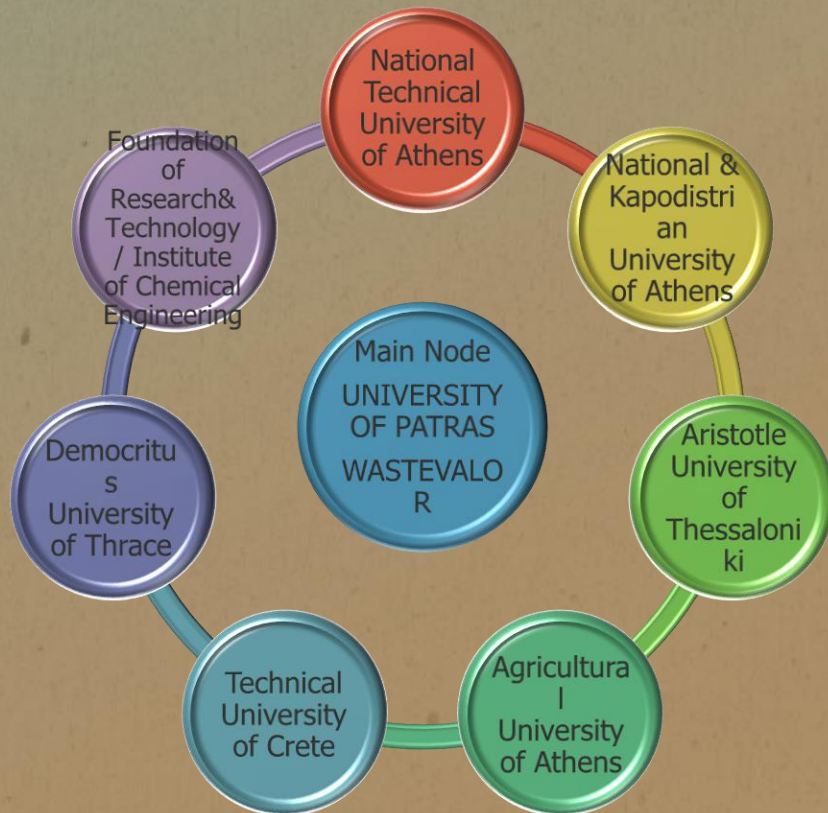 National
Technical
University
of Athens
National &
Kapodistri
an
University
of Athens
Aristotle
University
of
Thessaloni
ki
Agricultura
l
University
of Athens
Technical
University
of Crete
Democritu
s
University
of Thrace
Foundation
of
Research&
Technology
/ Institute
of Chemical
Engineering
Main Node
UNIVERSITY
OF PATRAS
WASTEVALO
R